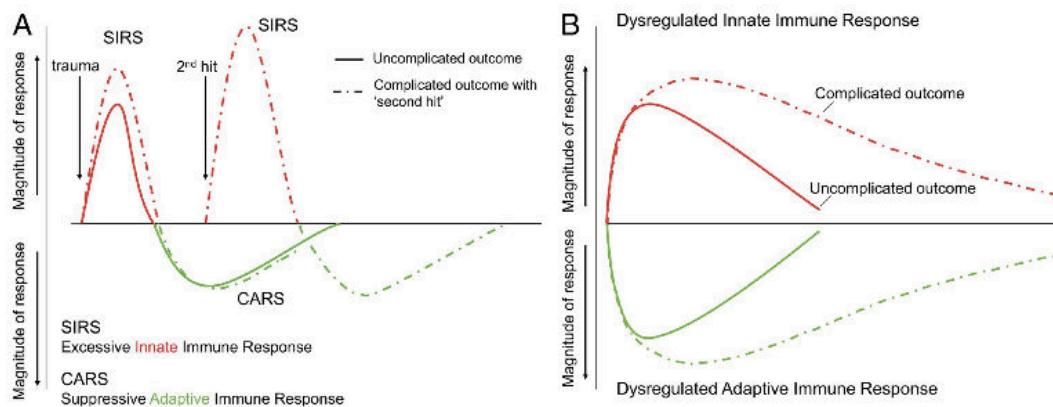 A
SIRS
SIRS
trauma
2nd hit
Uncomplicated outcome
Complicated outcome with
‘second hit’
Magnitude of response
Magnitude of response
CARS
SIRS
Excessive Innate Immune Response
CARS
Suppressive Adaptive Immune Response
B
Dysregulated Innate Immune Response
Magnitude of response
Complicated outcome
Uncomplicated outcome
Magnitude of response
Dysregulated Adaptive Immune Response